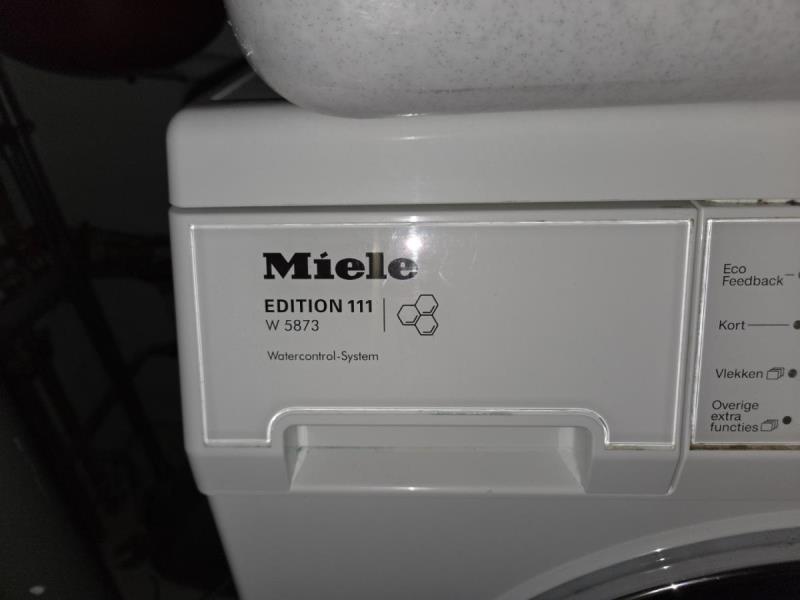 Miele
EDITION 111
W 5873
Watercontrol-System
Eco
Feedback
Kort
Vlekken
Overige
extra
functies